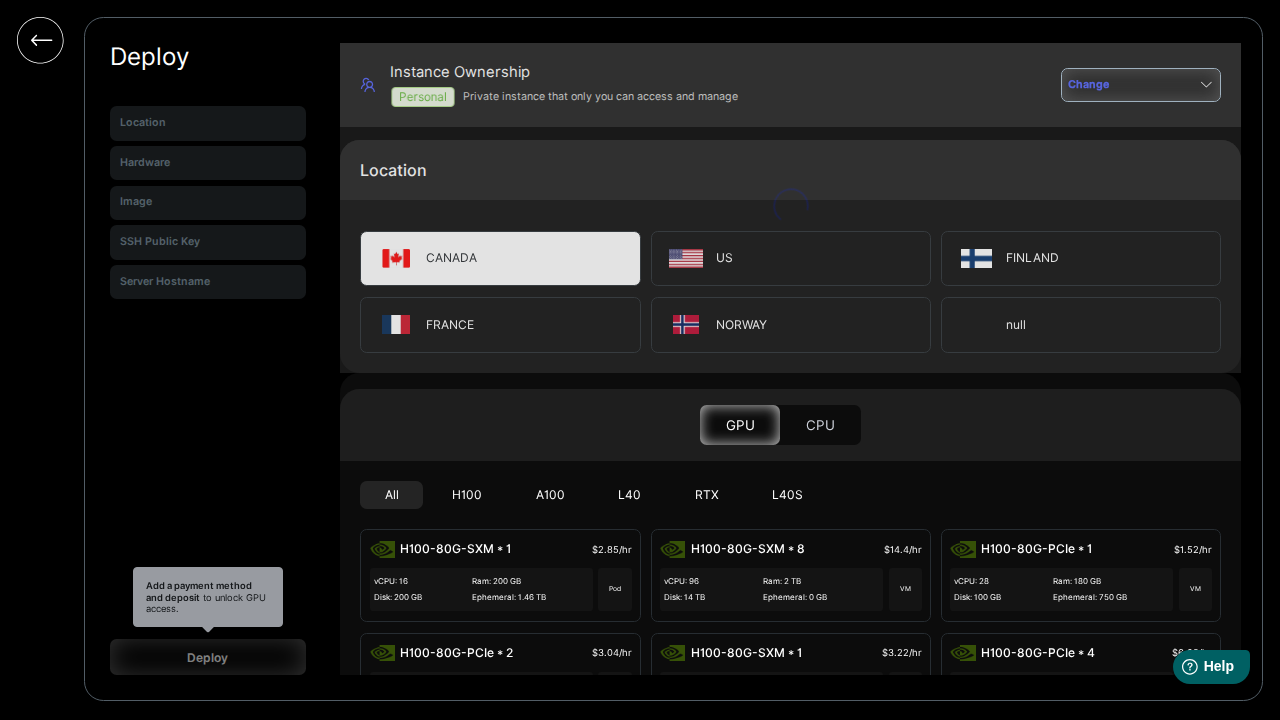 Deploy
Location
Hardware
Image
SSH Public Key
Server Hostname
Add a payment method
and deposit to unlock GPU
access.
Deploy
Instance Ownership
Personal
Private instance that only you can access and manage
Change
Location
CANADA
US
FINLAND
FRANCE
NORWAY
null
GPU
CPU
All
H100
A100
L40
RTX
L40S
H100-80G-SXM * 1
$2.85/hr
vCPU: 16
Ram: 200 GB
Disk: 200 GB
Ephemeral: 1.46 TB
Pod
H100-80G-SXM * 8
$14.4/hr
vCPU: 96
Ram: 2 TB
Disk: 14 TB
Ephemeral: 0 GB
VM
H100-80G-PCIe * 1
$1.52/hr
vCPU: 28
Ram: 180 GB
Disk: 100 GB
Ephemeral: 750 GB
VM
H100-80G-PCIe * 2
$3.04/hr
H100-80G-SXM * 1
$3.22/hr
H100-80G-PCIe * 4
Help